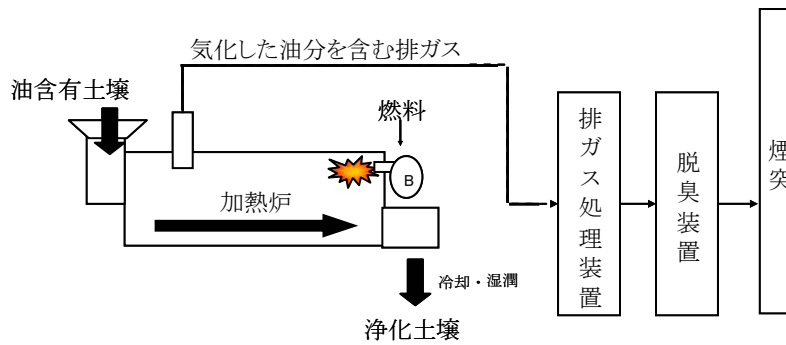 気化した油分を含む排ガス
油含有土壌
燃料
B
加熱炉
冷却・湿潤
浄化土壌
排ガス処理装置
脱臭装置
煙突